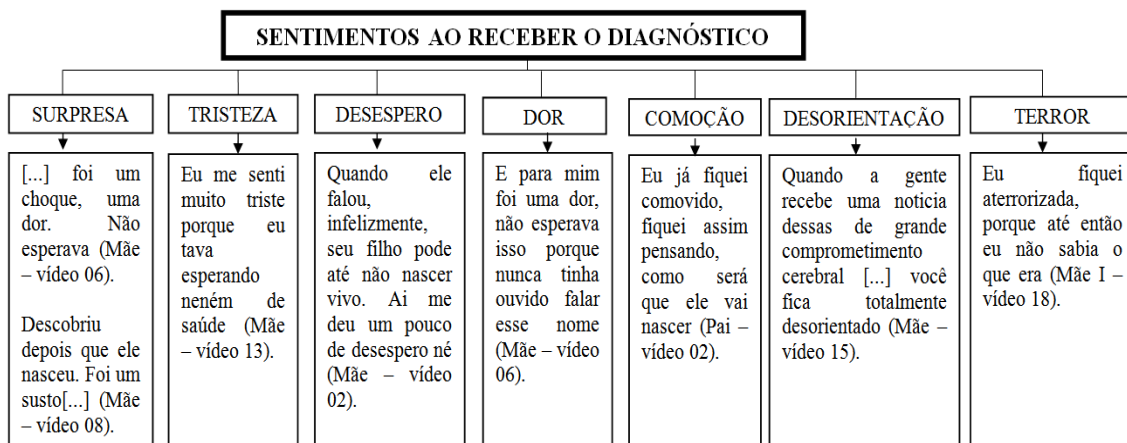 SENTIMENTOS AO RECEBER O DIAGNÓSTICO
SURPRESA
[...] foi um
choque, uma
dor. Não
esperava (Mãe
– vídeo 06).
Descobriu
depois que ele
nasceu. Foi um
susto[...] (Mãe
– vídeo 08).
TRISTEZA
Eu me senti
muito triste
porque eu
tava
esperando
neném de
saúde (Mãe
– vídeo 13).
DESESPERO
Quando ele
falou,
infelizmente,
seu filho pode
até não nascer
vivo. Ai me
deu um pouco
de desespero né
(Mãe – vídeo
02).
DOR
E para mim
foi uma dor,
não esperava
isso porque
nunca tinha
ouvido falar
esse nome
(Mãe – vídeo
06).
COMOÇÃO
Eu já fiquei
comovido,
fiquei assim
pensando,
como será
que ele vai
nascer (Pai –
vídeo 02).
DESORIENTAÇÃO
Quando a gente
recebe uma noticia
dessas de grande
comprometimento
cerebral [...] você
fica totalmente
desorientado (Mãe –
vídeo 15).
TERROR
Eu fiquei
aterrorizada,
porque até então
eu não sabia o
que era (Mãe I –
vídeo 18).